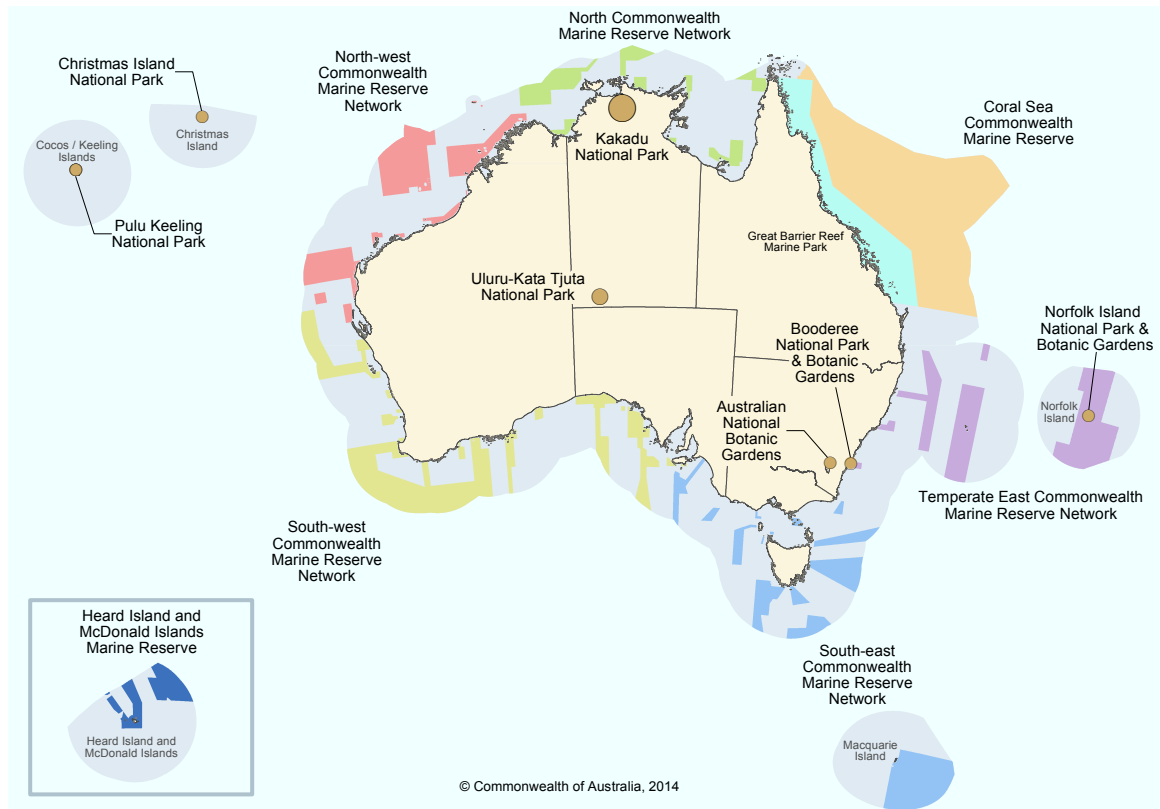 North Commonwealth
Marine Reserve Network
Christmas Island
National Park
North-west
Commonwealth
Marine Reserve
Network
Coral Sea
Commonwealth
Marine Reserve
Christmas
Island
Cocos / Keeling
Islands
Kakadu
National Park
Pulu Keeling
National Park
Great Barrier Reef
Marine Park
Uluru-Kata Tjuta
National Park
Norfolk Island
National Park &
Botanic Gardens
Booderee
National Park
& Botanic
Gardens
Australian
National
Botanic
Gardens
Norfolk
Island
Temperate East Commonwealth
Marine Reserve Network
South-west
Commonwealth
Marine Reserve
Network
Heard Island and
McDonald Islands
Marine Reserve
South-east
Commonwealth
Marine Reserve
Network
Heard Island and
McDonald Islands
Macquarie
Island
© Commonwealth of Australia, 2014